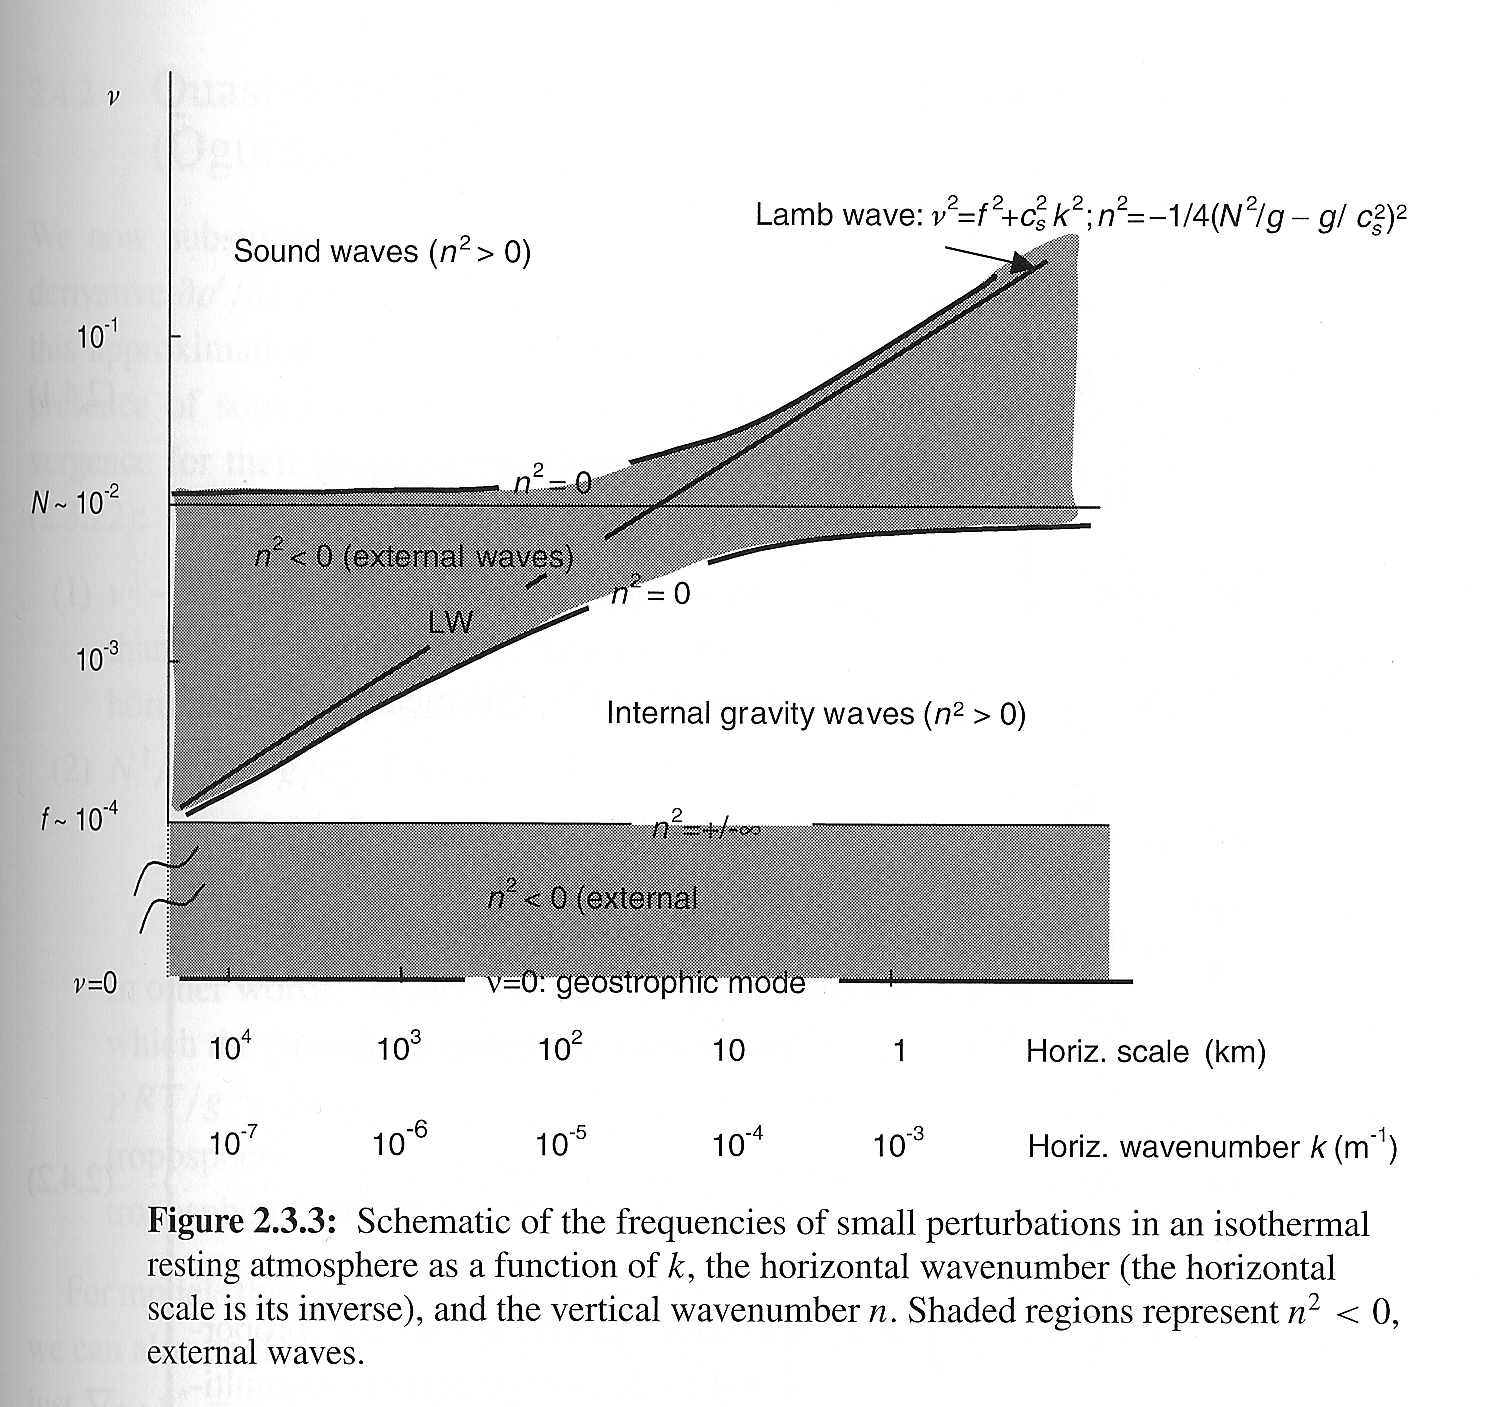 ν
Lamb wave: ν²=f²+c_s² k²; n²=–1/4(N²/g – g/ c_s²)²
Sound waves (n² > 0)
10⁻¹
n² = 0
N ~ 10⁻²
n² < 0 (external waves)
n² = 0
LW
10⁻³
Internal gravity waves (n² > 0)
f ~ 10⁻⁴
n²=+/-∞
n² < 0 (external
ν=0
ν=0: geostrophic mode
10⁴ 10³ 10² 10 1 Horiz. scale (km)
10⁻⁷ 10⁻⁶ 10⁻⁵ 10⁻⁴ 10⁻³ Horiz. wavenumber k (m⁻¹)
Figure 2.3.3: Schematic of the frequencies of small perturbations in an isothermal
resting atmosphere as a function of k, the horizontal wavenumber (the horizontal
scale is its inverse), and the vertical wavenumber n. Shaded regions represent n² < 0,
external waves.